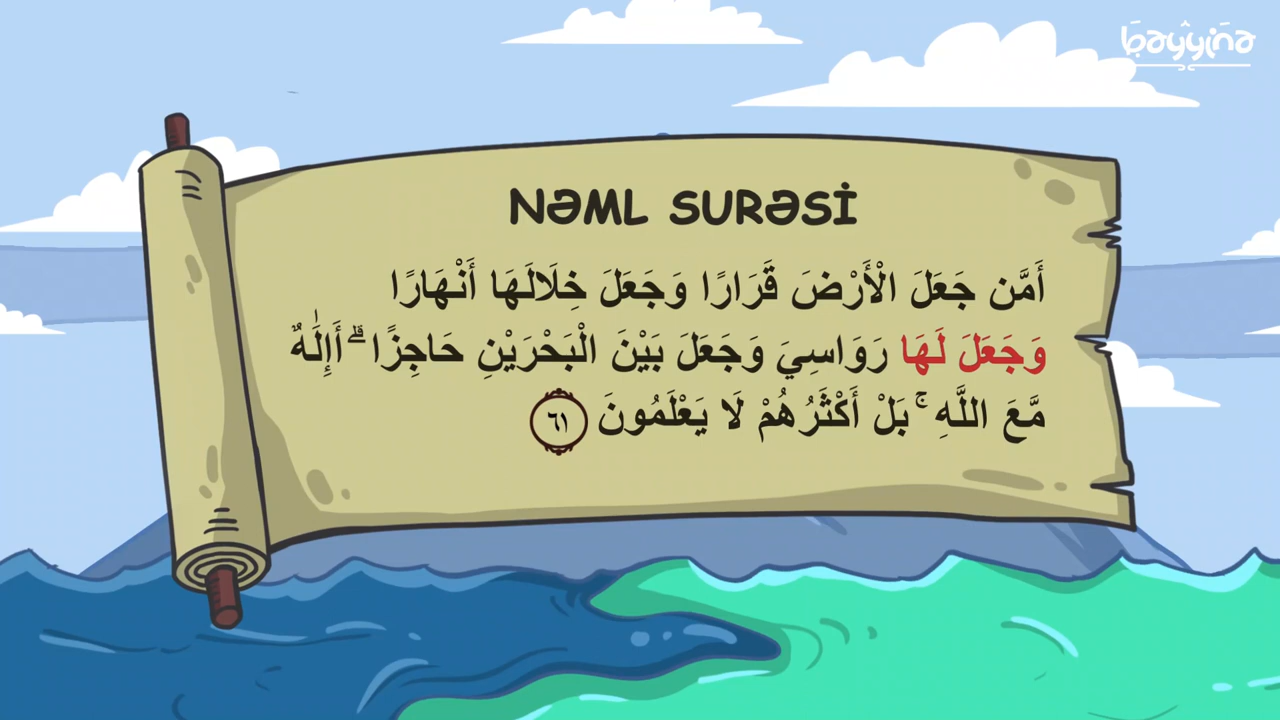 bayyina
NƏML SURƏSİ
أَمَّن جَعَلَ الْأَرْضَ قَرَارًا وَجَعَلَ خِلَالَهَا أَنْهَارًا
وَجَعَلَ لَهَا رَوَاسِيَ وَجَعَلَ بَيْنَ الْبَحْرَيْنِ حَاجِزًا ۗ أَإِلَٰهٌ
مَّعَ اللَّهِ ۚ بَلْ أَكْثَرُهُمْ لَا يَعْلَمُونَ ٦١